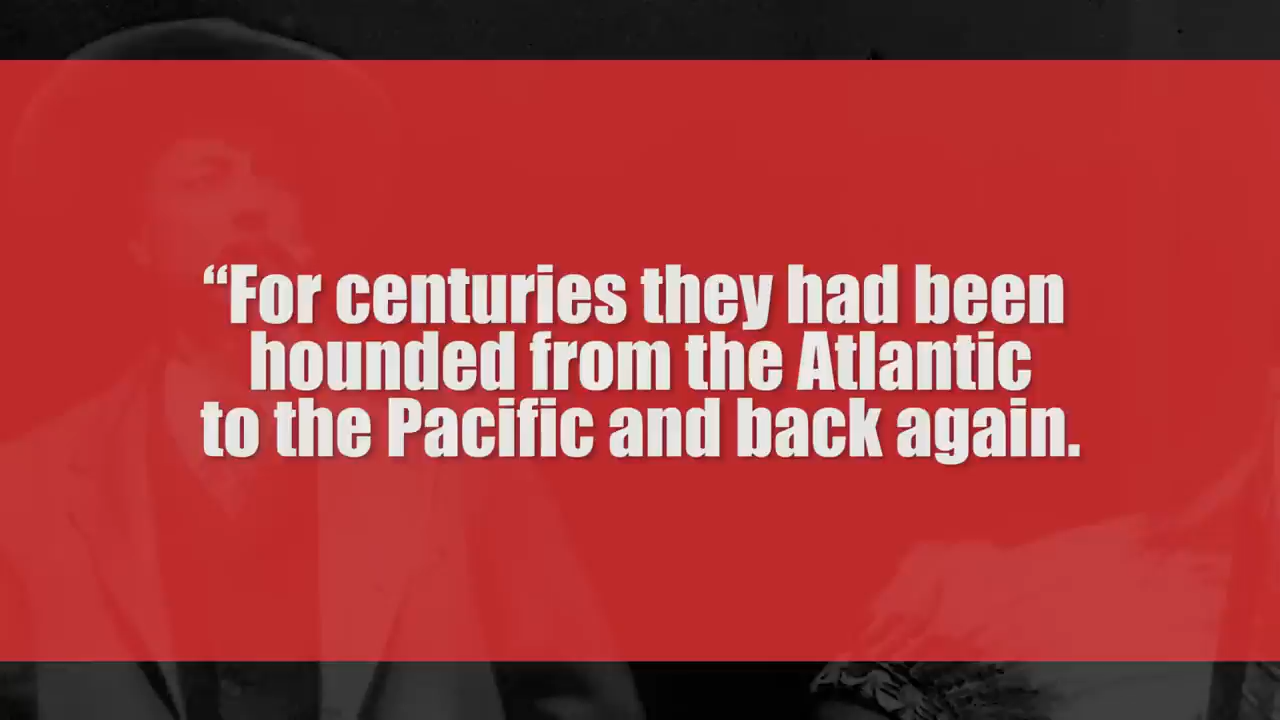 “For centuries they had been
hounded from the Atlantic
to the Pacific and back again.